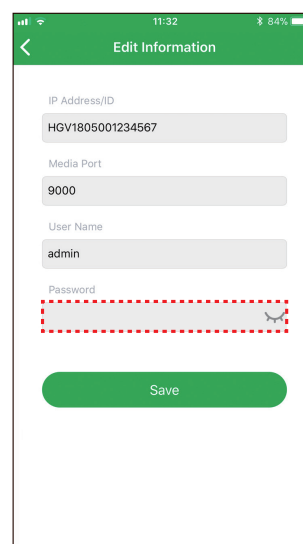 11:32
84%
Edit Information
IP Address/ID
HGV1805001234567
Media Port
9000
User Name
admin
Password
Save